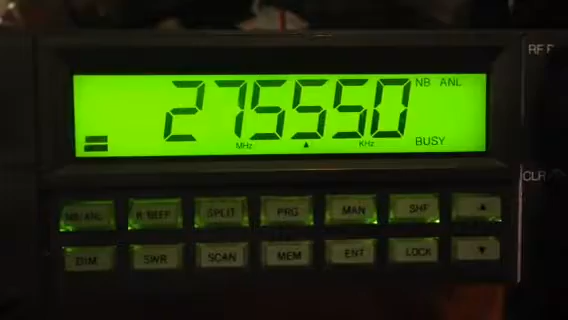 RF P
NB ANL
275550
MHz ▲ KHz
BUSY
CLR
NB/ANL R.BEEP SPLIT PRG MAN SHF ▲
DIM SWR SCAN MEM ENT LOCK ▼